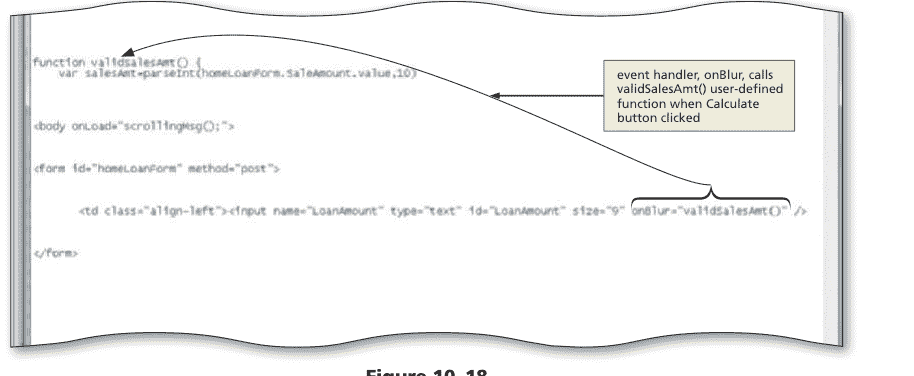 function validSalesAmt() {
var salesAmt=parseInt(homeLoanForm.SaleAmount.value,10)
event handler, onBlur, calls
validSalesAmt() user-defined
function when Calculate
button clicked
<body onLoad="scrollingMsg();">
<form id="homeLoanForm" method="post">
<td class="align-left"><input name="LoanAmount" type="text" id="LoanAmount" size="9" onBlur="validSalesAmt()" />
</form>
Figure 10-18